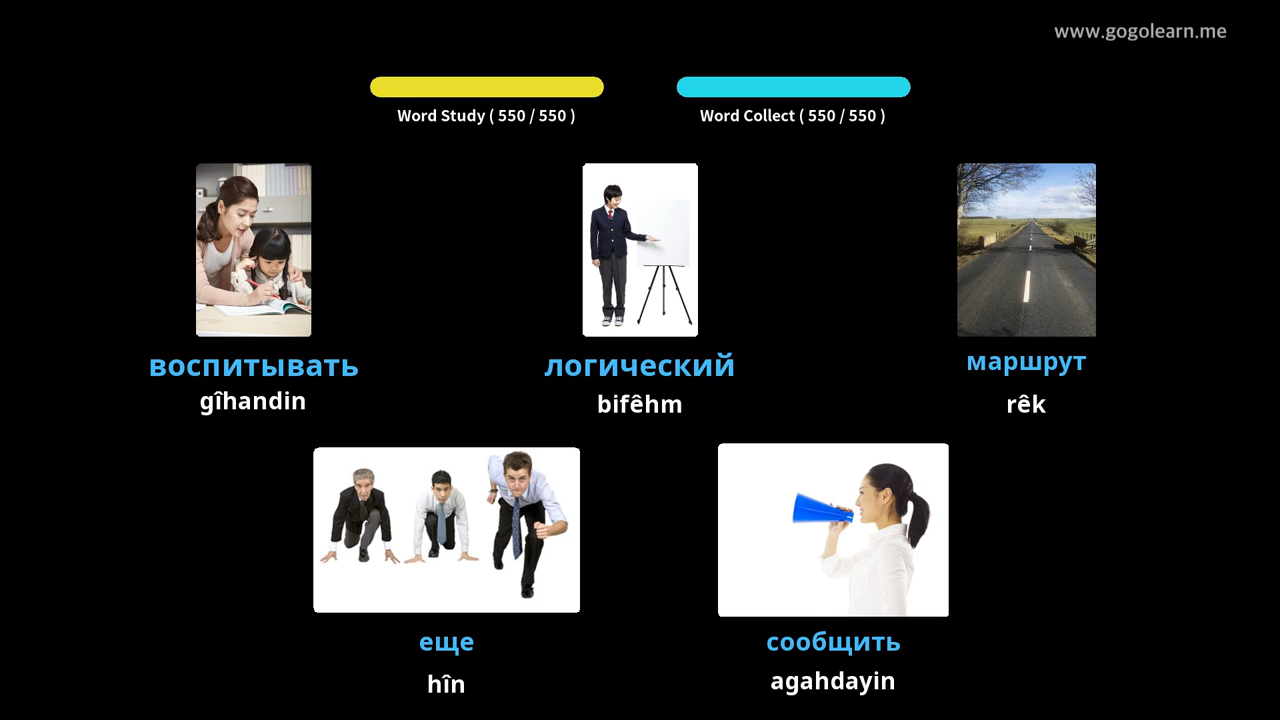 www.gogolearn.me
Word Study ( 550 / 550 )
Word Collect ( 550 / 550 )
воспитывать
gîhandin
логический
bifêhm
маршрут
rêk
еще
hîn
сообщить
agahdayin